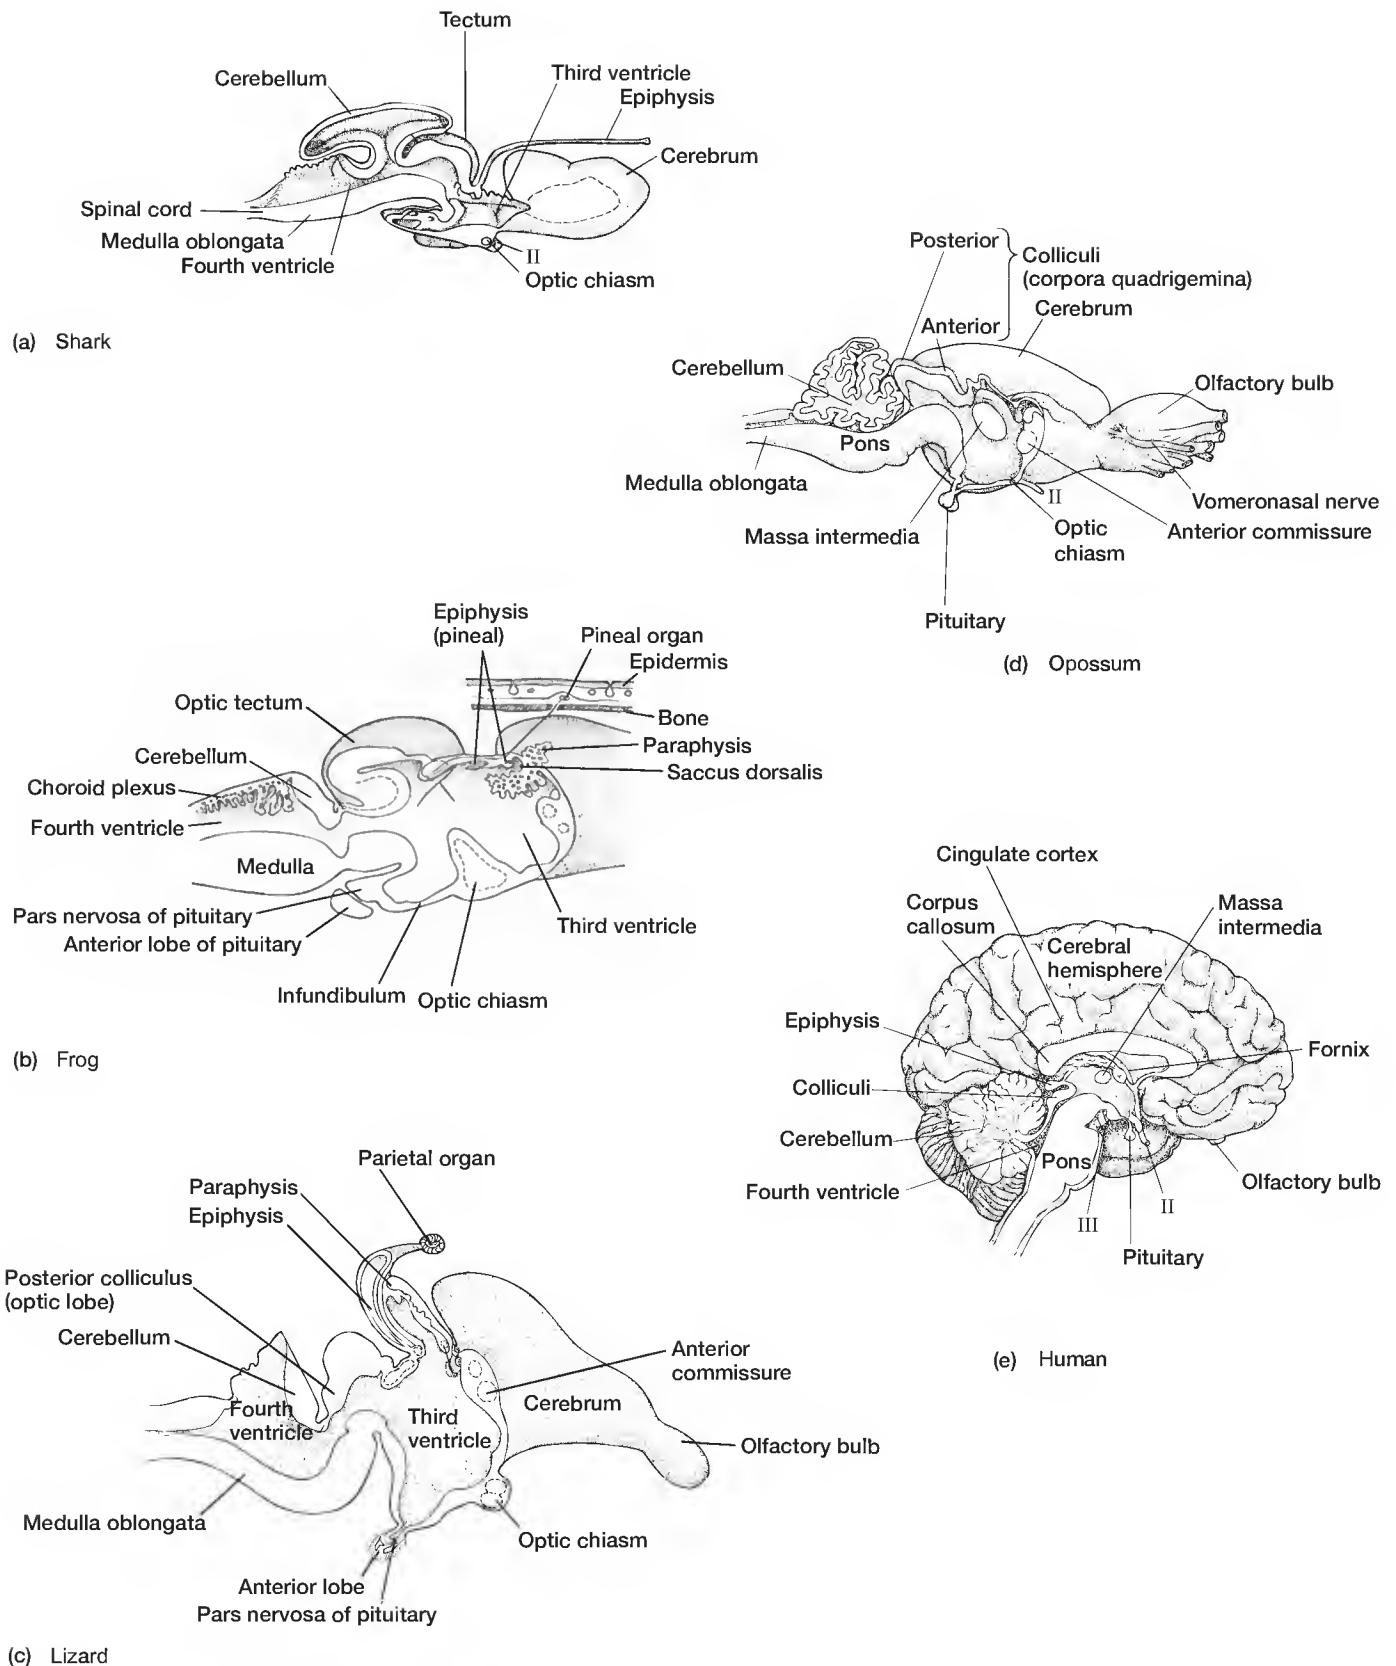 Tectum
Cerebellum
Third ventricle
Epiphysis
Cerebrum
Spinal cord
Medulla oblongata
Fourth ventricle
II
Optic chiasm
(a) Shark
Posterior
Colliculi
(corpora quadrigemina)
Cerebrum
Anterior
Cerebellum
Olfactory bulb
Pons
Medulla oblongata
II
Vomeronasal nerve
Massa intermedia
Optic
chiasm
Anterior commissure
Pituitary
(d) Opossum
Epiphysis
(pineal)
Pineal organ
Epidermis
Optic tectum
Bone
Cerebellum
Paraphysis
Choroid plexus
Saccus dorsalis
Fourth ventricle
Medulla
Pars nervosa of pituitary
Anterior lobe of pituitary
Third ventricle
Infundibulum
Optic chiasm
(b) Frog
Cingulate cortex
Corpus
callosum
Massa
intermedia
Cerebral
hemisphere
Epiphysis
Fornix
Colliculi
Cerebellum
Pons
Fourth ventricle
Olfactory bulb
III
II
Pituitary
(e) Human
Parietal organ
Paraphysis
Epiphysis
Posterior colliculus
(optic lobe)
Cerebellum
Anterior
commissure
Fourth
ventricle
Third
ventricle
Cerebrum
Olfactory bulb
Medulla oblongata
Optic chiasm
Anterior lobe
Pars nervosa of pituitary
(c) Lizard